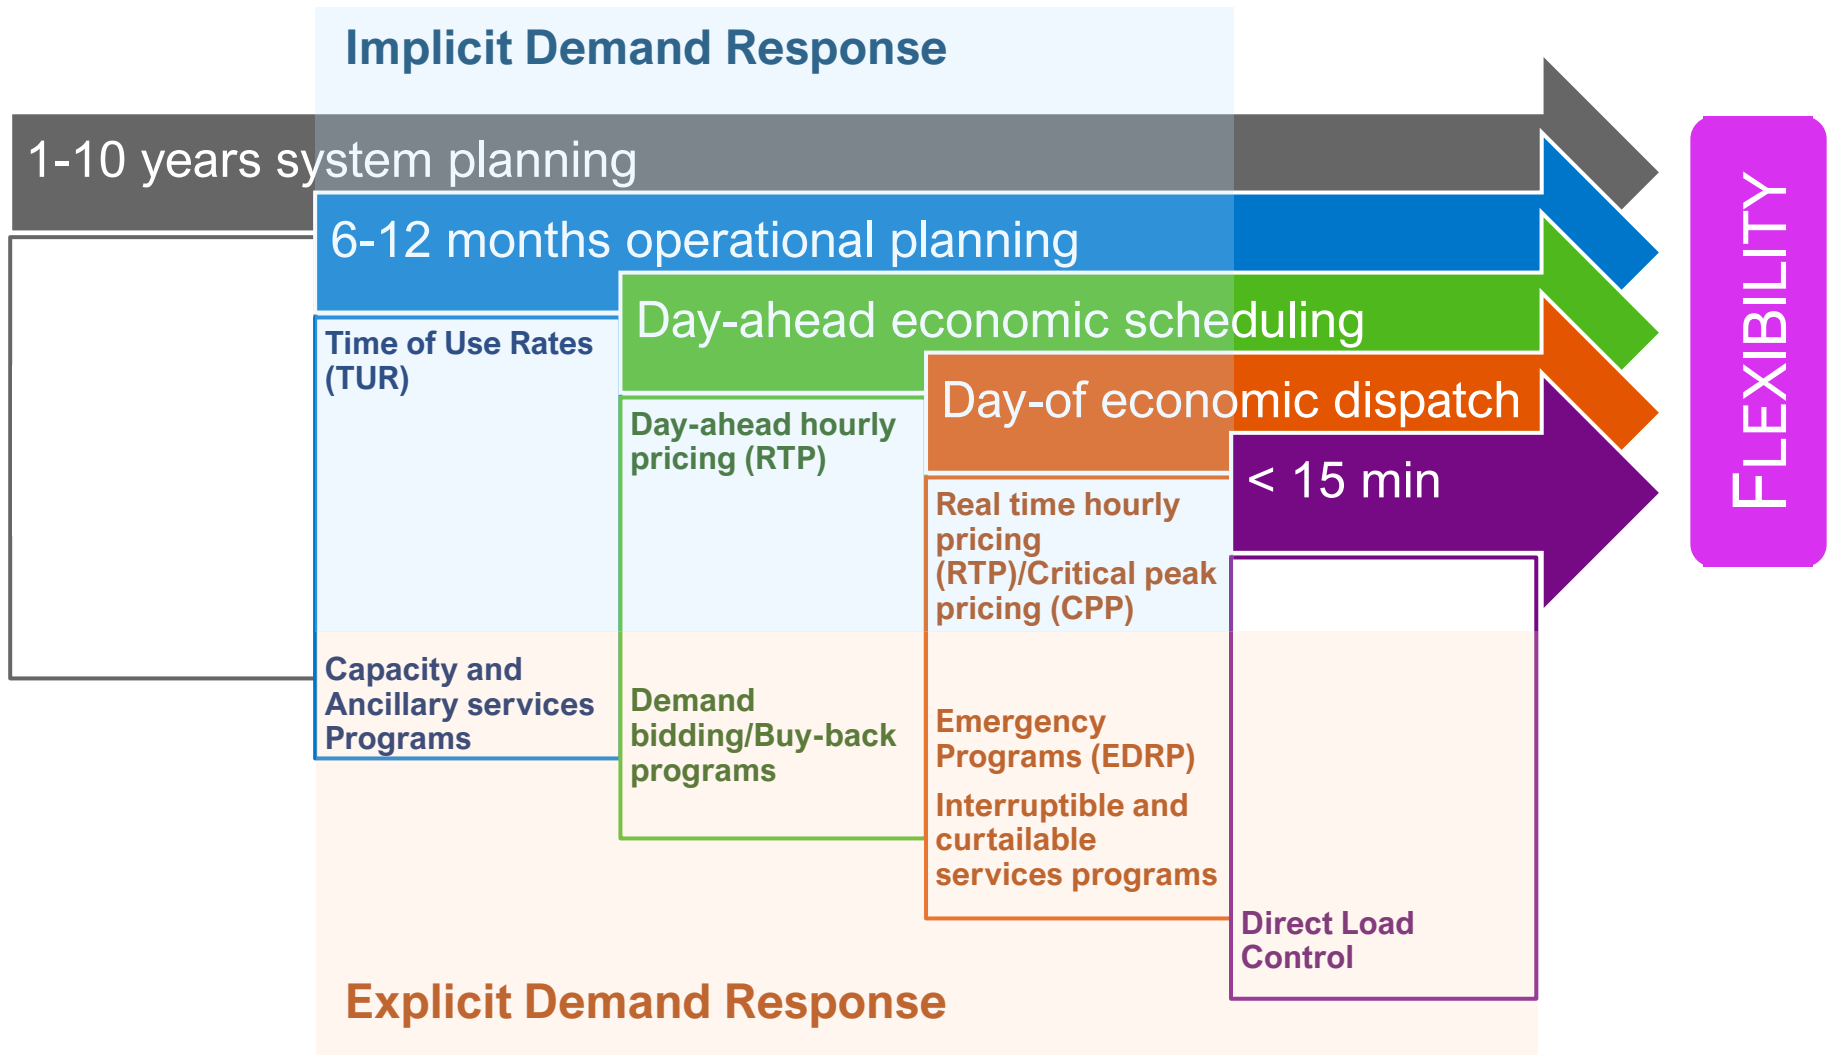 Implicit Demand Response
1-10 years system planning
6-12 months operational planning
Day-ahead economic scheduling
Day-of economic dispatch
< 15 min
FLEXIBILITY
Time of Use Rates
(TUR)
Day-ahead hourly
pricing (RTP)
Real time hourly
pricing
(RTP)/Critical peak
pricing (CPP)
Capacity and
Ancillary services
Programs
Demand
bidding/Buy-back
programs
Emergency
Programs (EDRP)
Interruptible and
curtailable
services programs
Direct Load
Control
Explicit Demand Response